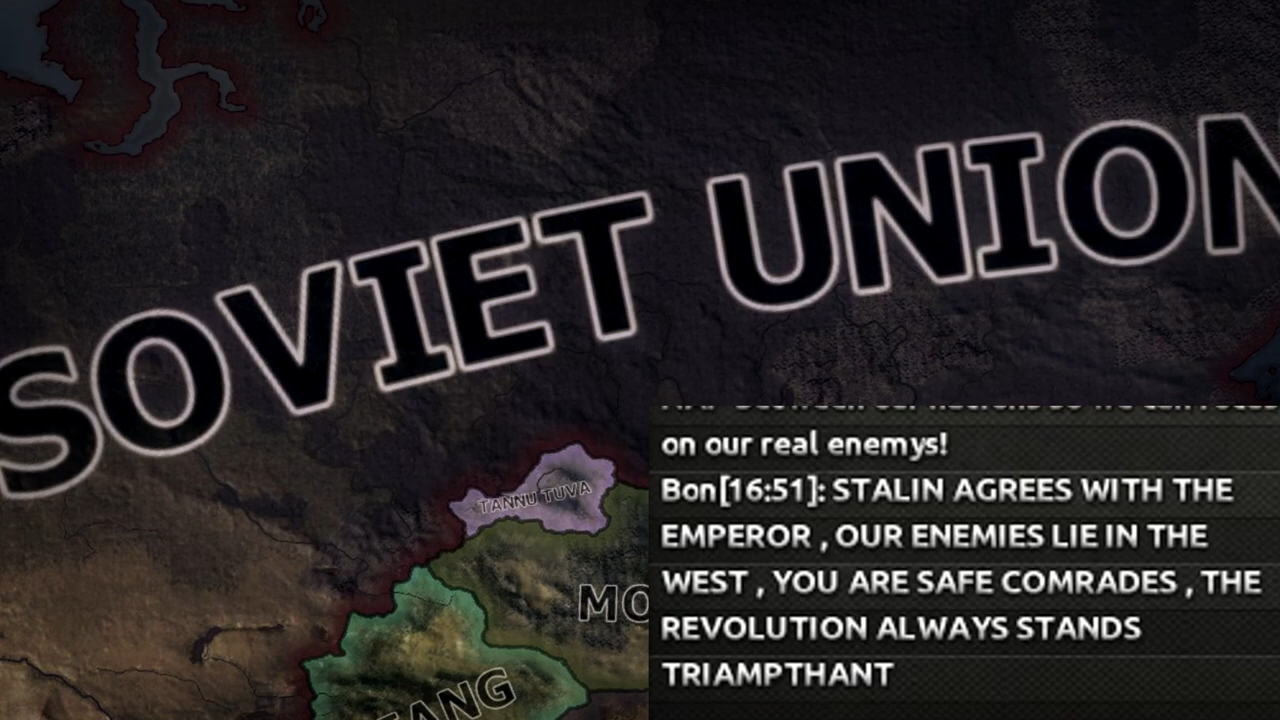 SOVIET UNION
TANNU TUVA
on our real enemys!
Bon[16:51]: STALIN AGREES WITH THE
EMPEROR , OUR ENEMIES LIE IN THE
WEST , YOU ARE SAFE COMRADES , THE
REVOLUTION ALWAYS STANDS
TRIAMPTHANT
MO
ANG